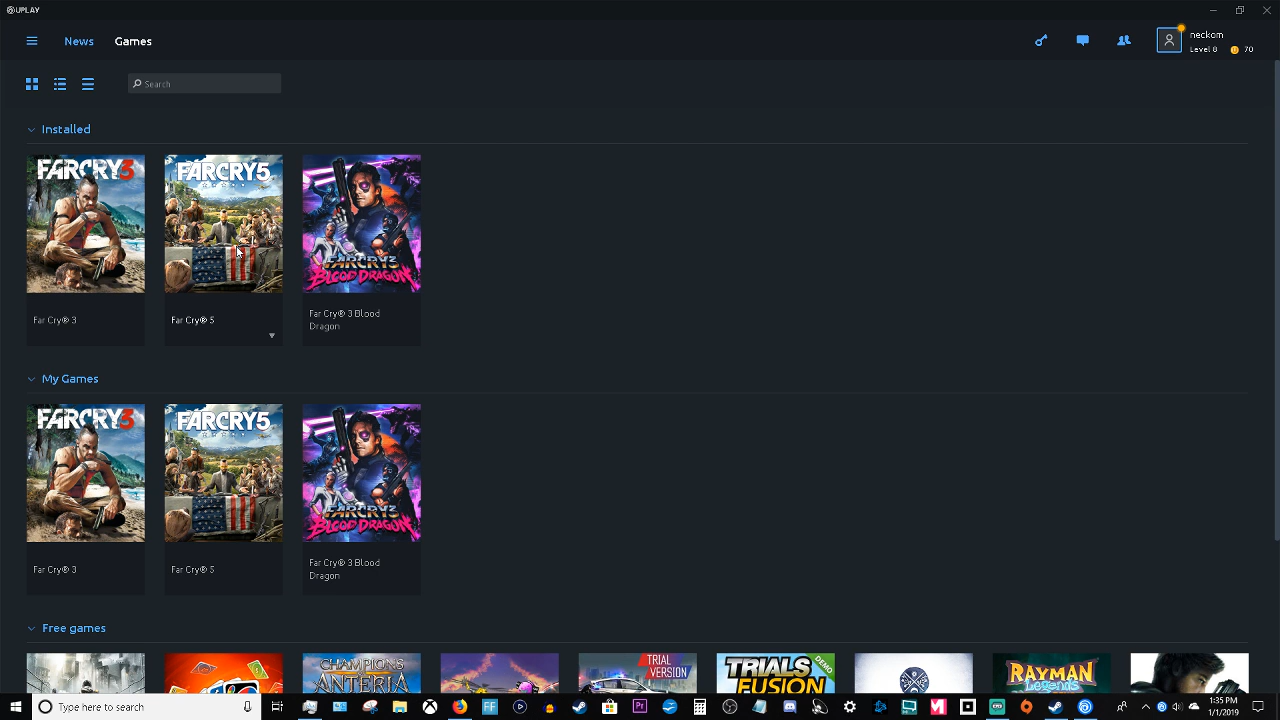 UPLAY
News
Games
neckom
Level 8
70
Search
Installed
FARCRY3
FARCRY5
FARCRY3
BLOOD DRAGON
Far Cry® 3
Far Cry® 5
Far Cry® 3 Blood
Dragon
My Games
FARCRY3
FARCRY5
FARCRY3
BLOOD DRAGON
Far Cry® 3
Far Cry® 5
Far Cry® 3 Blood
Dragon
Free games
CHAMPIONS
ANTERIA
TRIAL
VERSION
TRIALS
FUSION
DEMO
RAYMAN
Legends
Type here to search
FF
Pr
1:35 PM
1/1/2019